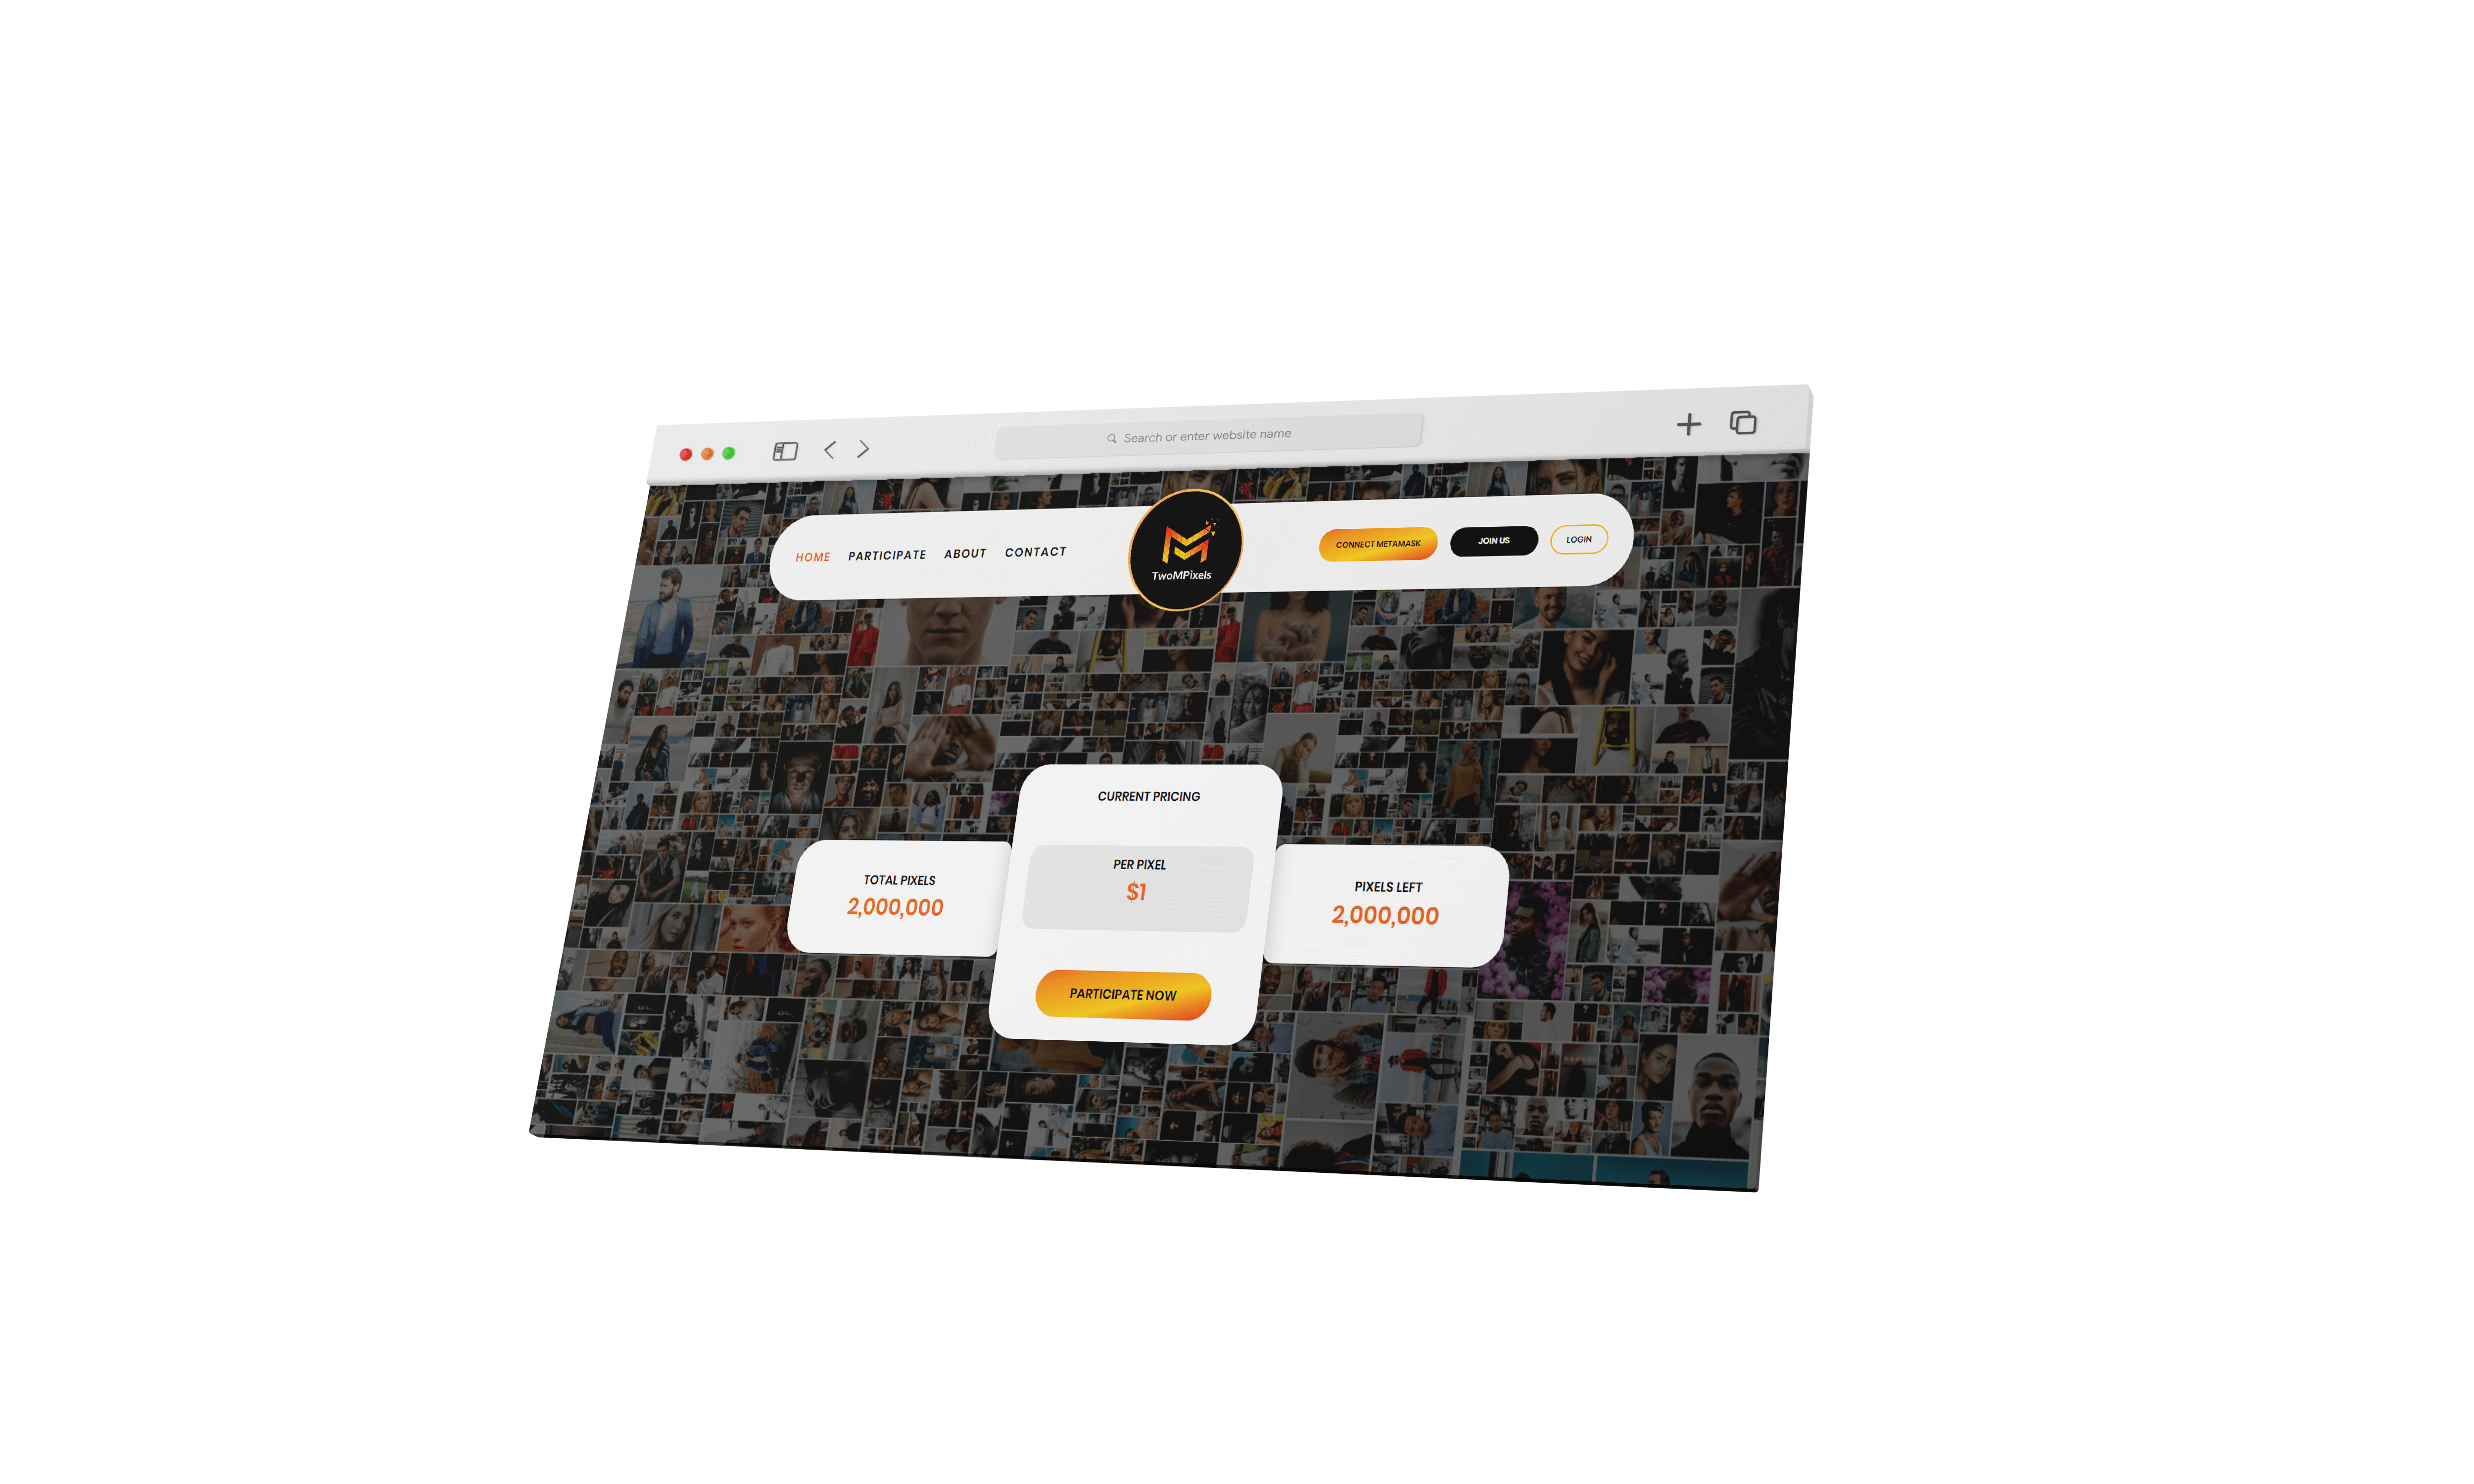 Search or enter website name
HOME PARTICIPATE ABOUT CONTACT
TwoMPixels
CONNECT METAMASK JOIN US LOGIN
CURRENT PRICING
PER PIXEL
$1
TOTAL PIXELS
2,000,000
PIXELS LEFT
2,000,000
PARTICIPATE NOW